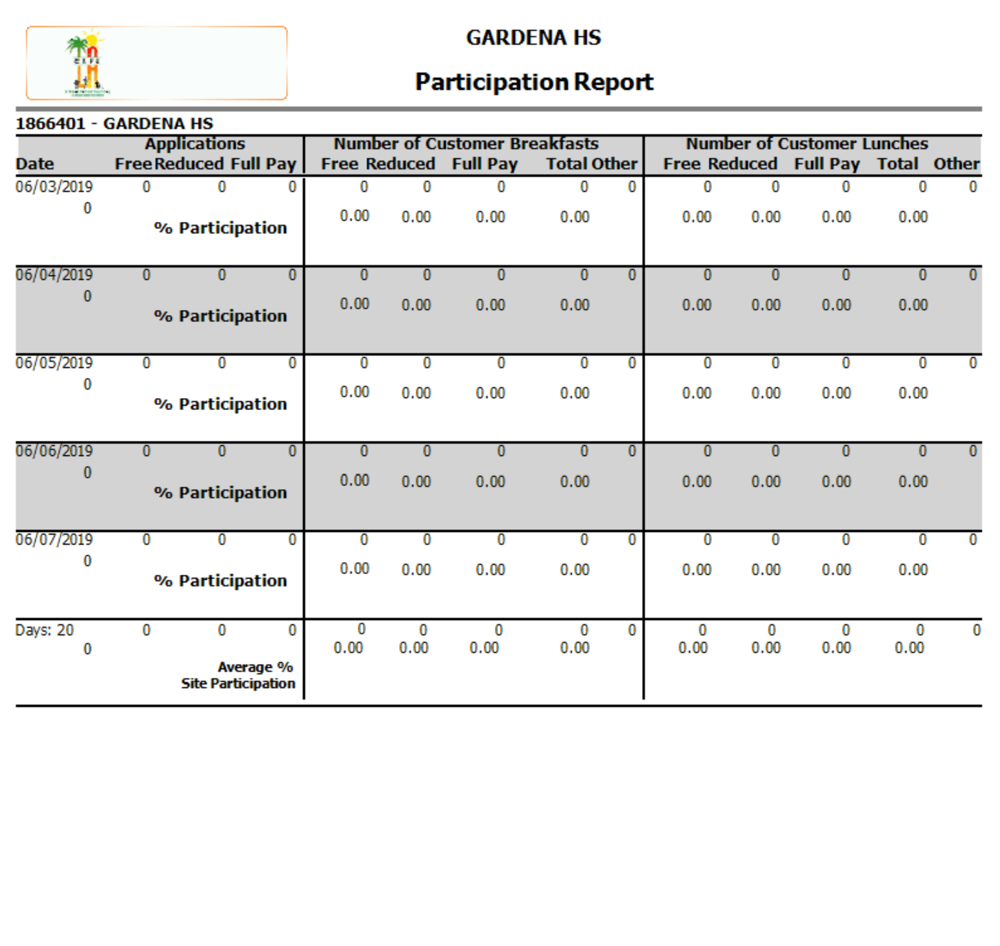 GARDENA HS
Participation Report
CAFE
1866401 - GARDENA HS
Applications Number of Customer Breakfasts Number of Customer Lunches
Date Free Reduced Full Pay Free Reduced Full Pay Total Other Free Reduced Full Pay Total Other
06/03/2019 0 0 0 0 0 0 0 0 0 0 0 0 0
0 0.00 0.00 0.00 0.00 0.00 0.00 0.00 0.00
% Participation
06/04/2019 0 0 0 0 0 0 0 0 0 0 0 0 0
0 0.00 0.00 0.00 0.00 0.00 0.00 0.00 0.00
% Participation
06/05/2019 0 0 0 0 0 0 0 0 0 0 0 0 0
0 0.00 0.00 0.00 0.00 0.00 0.00 0.00 0.00
% Participation
06/06/2019 0 0 0 0 0 0 0 0 0 0 0 0 0
0 0.00 0.00 0.00 0.00 0.00 0.00 0.00 0.00
% Participation
06/07/2019 0 0 0 0 0 0 0 0 0 0 0 0 0
0 0.00 0.00 0.00 0.00 0.00 0.00 0.00 0.00
% Participation
Days: 20 0 0 0 0 0 0 0 0 0 0 0 0 0
0 0.00 0.00 0.00 0.00 0.00 0.00 0.00 0.00
Average %
Site Participation